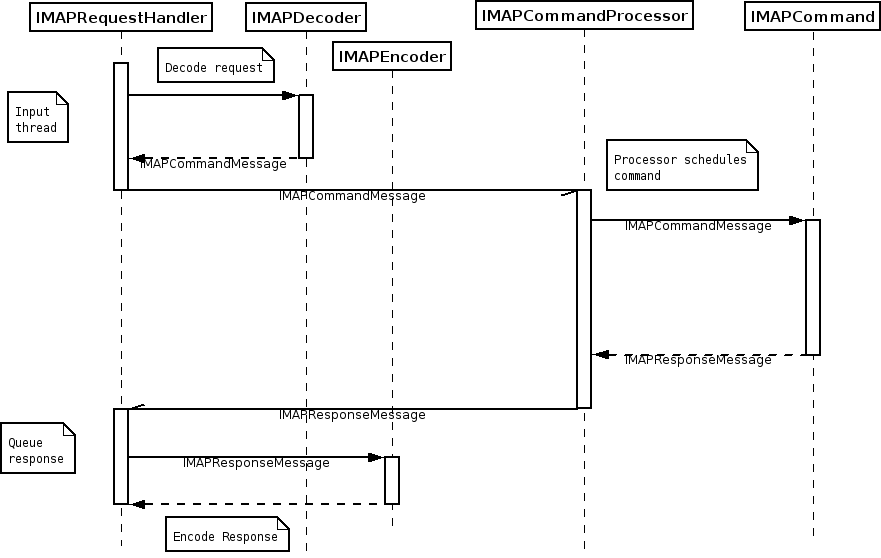 IMAPRequestHandler
IMAPDecoder
IMAPCommandProcessor
IMAPCommand
IMAPEncoder
Decode request
Input
thread
IMAPCommandMessage
Processor schedules
command
IMAPCommandMessage
IMAPCommandMessage
IMAPResponseMessage
IMAPResponseMessage
Queue
response
IMAPResponseMessage
Encode Response